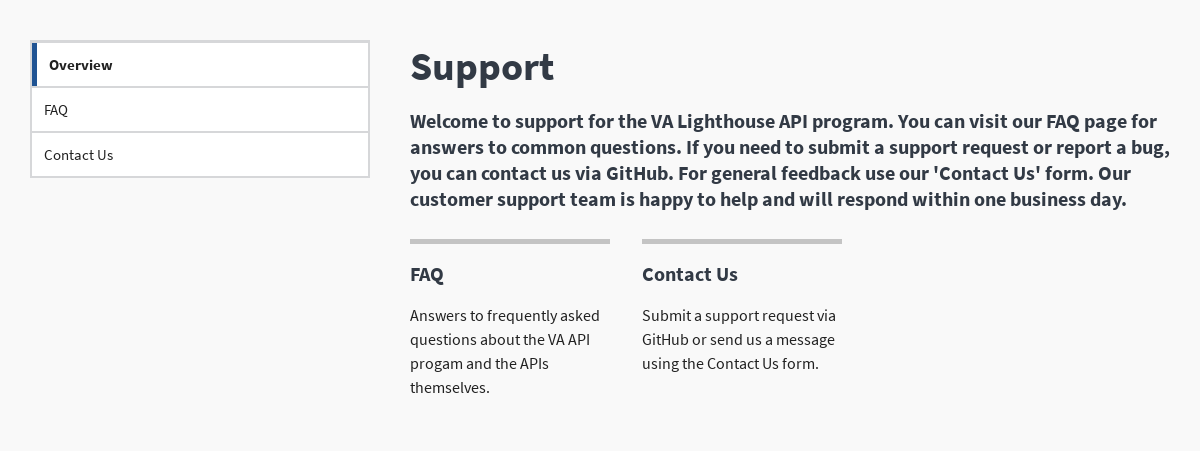 Overview
FAQ
Contact Us
Support
Welcome to support for the VA Lighthouse API program. You can visit our FAQ page for
answers to common questions. If you need to submit a support request or report a bug,
you can contact us via GitHub. For general feedback use our 'Contact Us' form. Our
customer support team is happy to help and will respond within one business day.
FAQ
Answers to frequently asked
questions about the VA API
progam and the APIs
themselves.
Contact Us
Submit a support request via
GitHub or send us a message
using the Contact Us form.